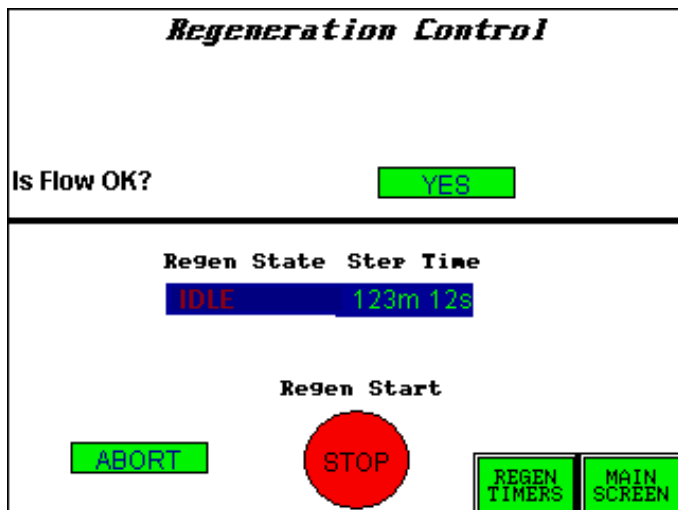 Regeneration Control
Is Flow OK?
YES
Regen State Step Time
IDLE 123m 12s
Regen Start
ABORT
STOP
REGEN
TIMERS
MAIN
SCREEN